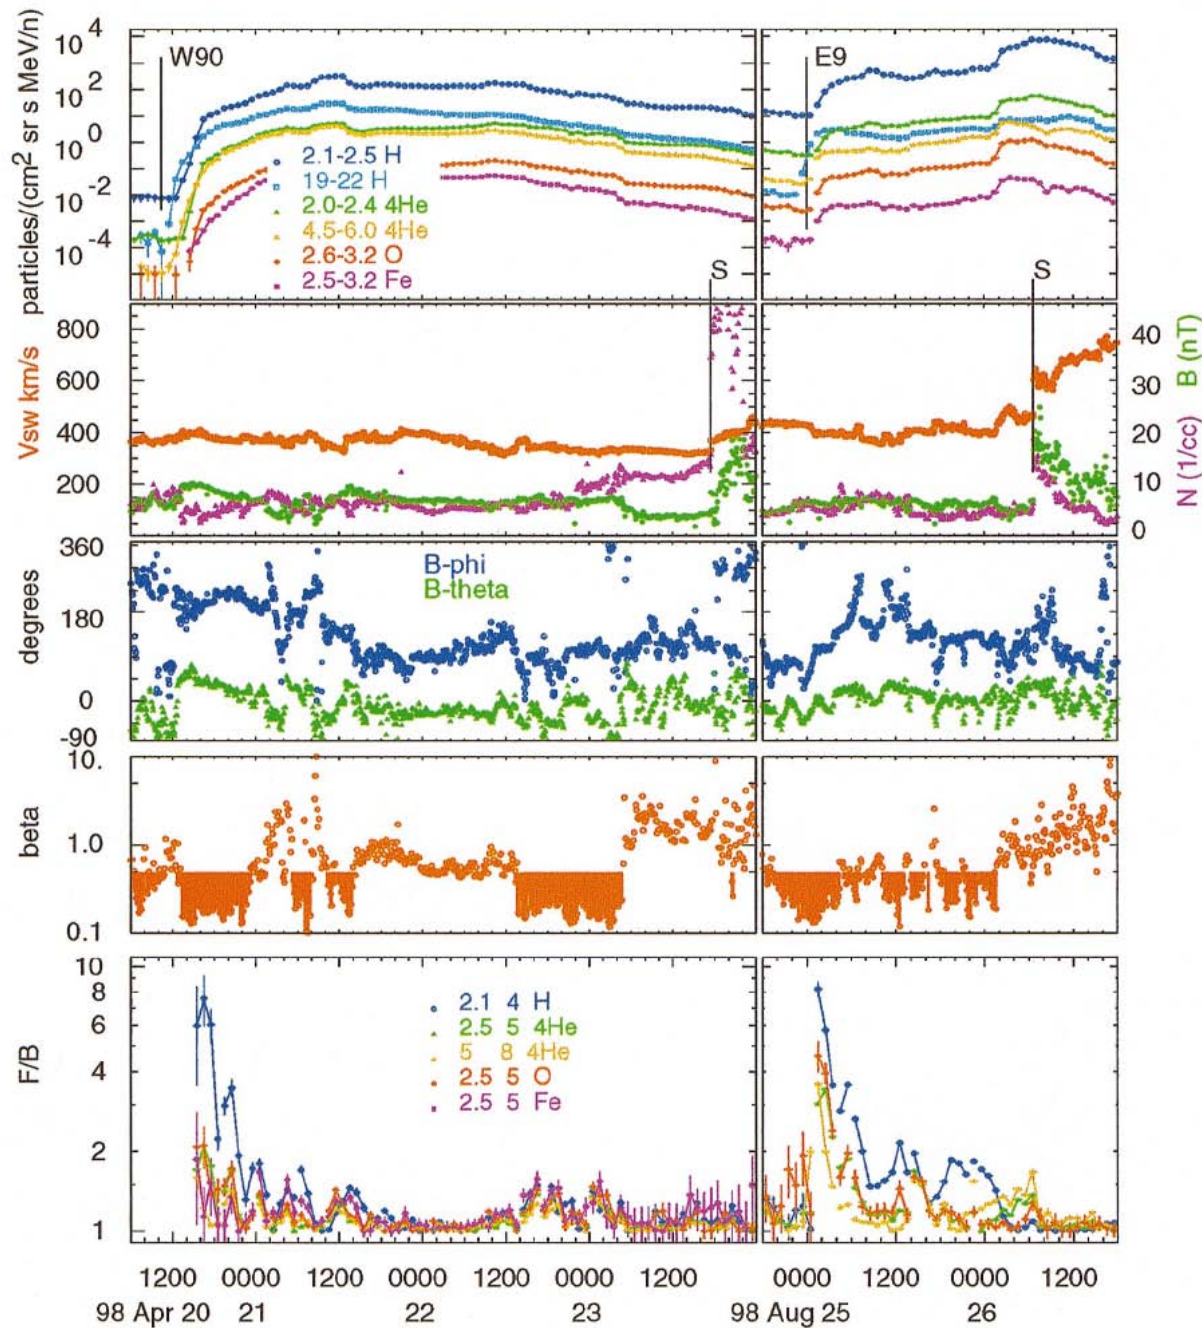 particles/(cm2 sr s MeV/n)
10 4
10 2
10 0
10 -2
10 -4
W90
E9
2.1-2.5 H
19-22 H
2.0-2.4 4He
4.5-6.0 4He
2.6-3.2 O
2.5-3.2 Fe
S
S
Vsw km/s
800
600
400
200
40
30
20
10
0
B (nT)
N (1/cc)
degrees
360
180
0
-90
B-phi
B-theta
beta
10.
1.0
0.1
F/B
10
8
6
4
2
1
2.1 4 H
2.5 5 4He
5 8 4He
2.5 5 O
2.5 5 Fe
1200 0000 1200 0000 1200 0000 1200 0000 1200 0000 1200
98 Apr 20 21 22 23 98 Aug 25 26